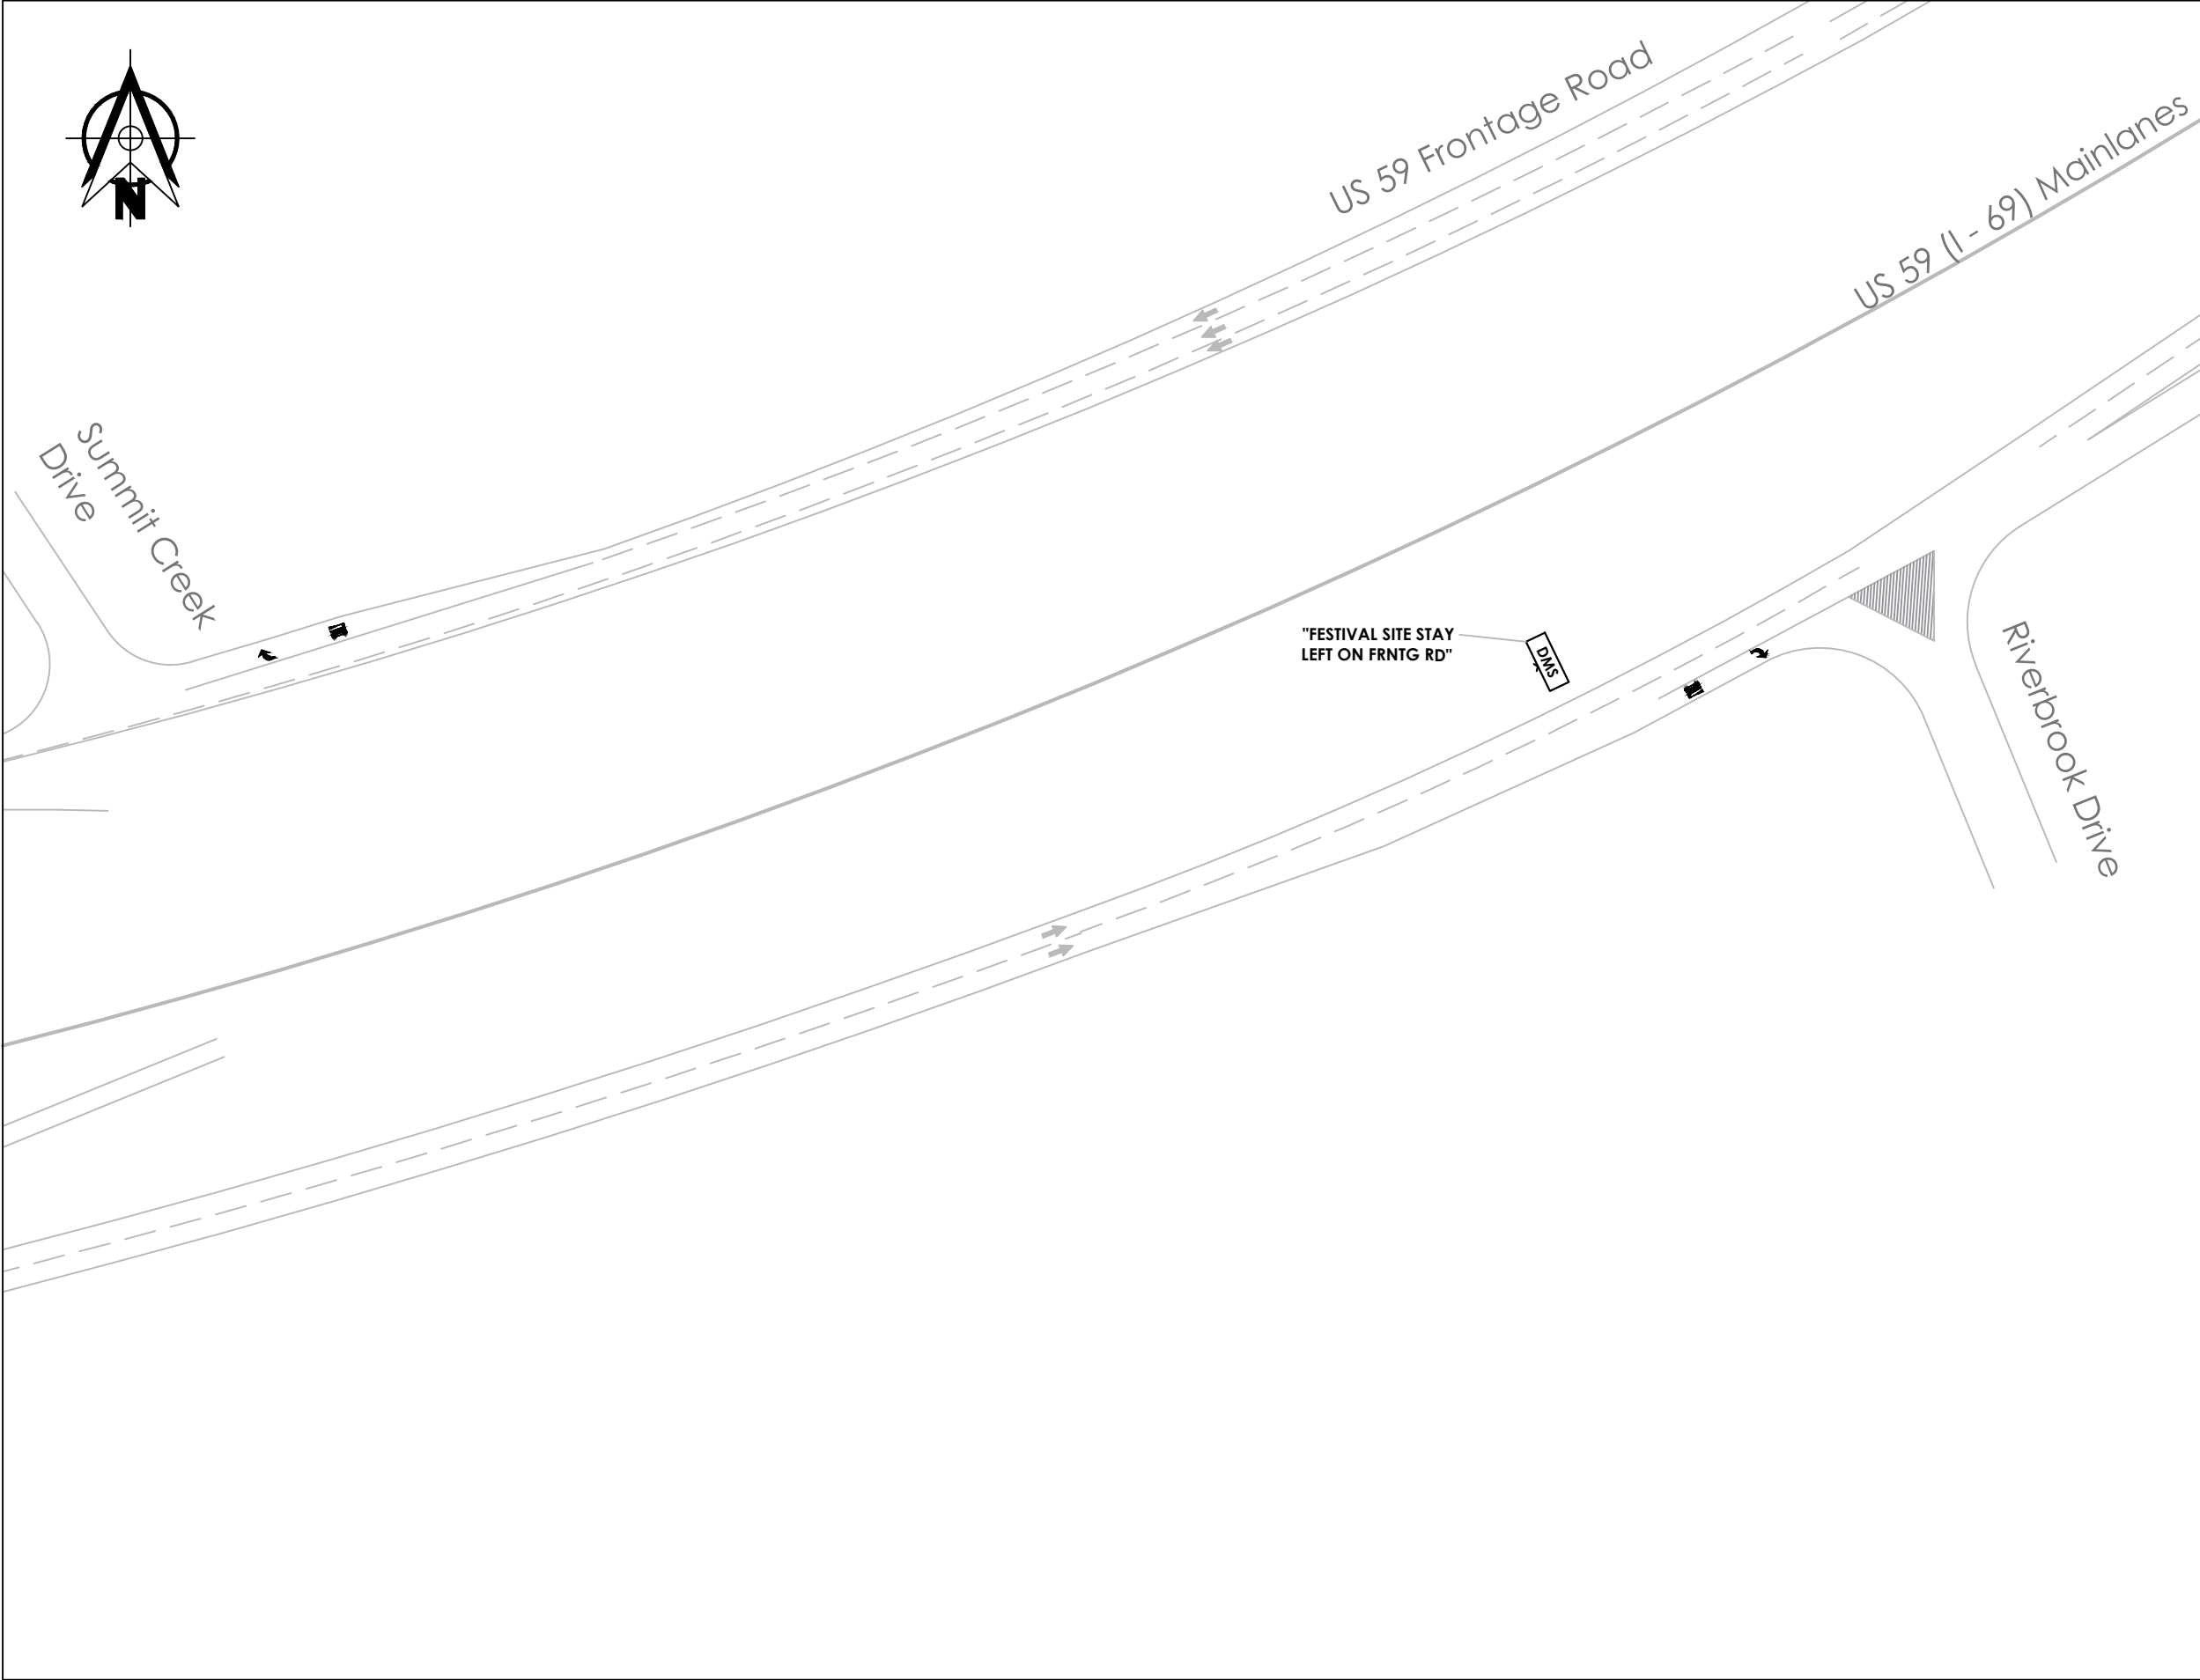 N
US 59 Frontage Road
US 59 (I - 69) Mainlanes
Summit Creek
Drive
"FESTIVAL SITE STAY
LEFT ON FRNTG RD"
DMS
Riverbrook Drive